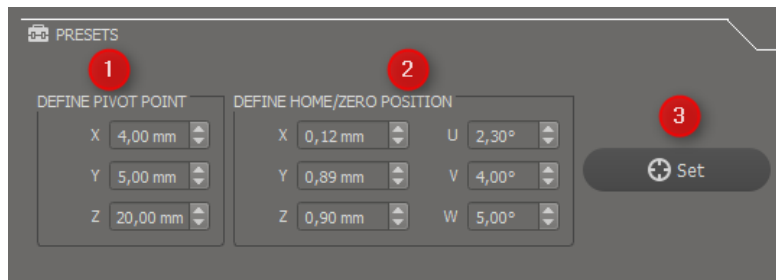 PRESETS
1
2
3
DEFINE PIVOT POINT
DEFINE HOME/ZERO POSITION
X 4,00 mm
X 0,12 mm
U 2,30°
Y 5,00 mm
Y 0,89 mm
V 4,00°
Z 20,00 mm
Z 0,90 mm
W 5,00°
Set